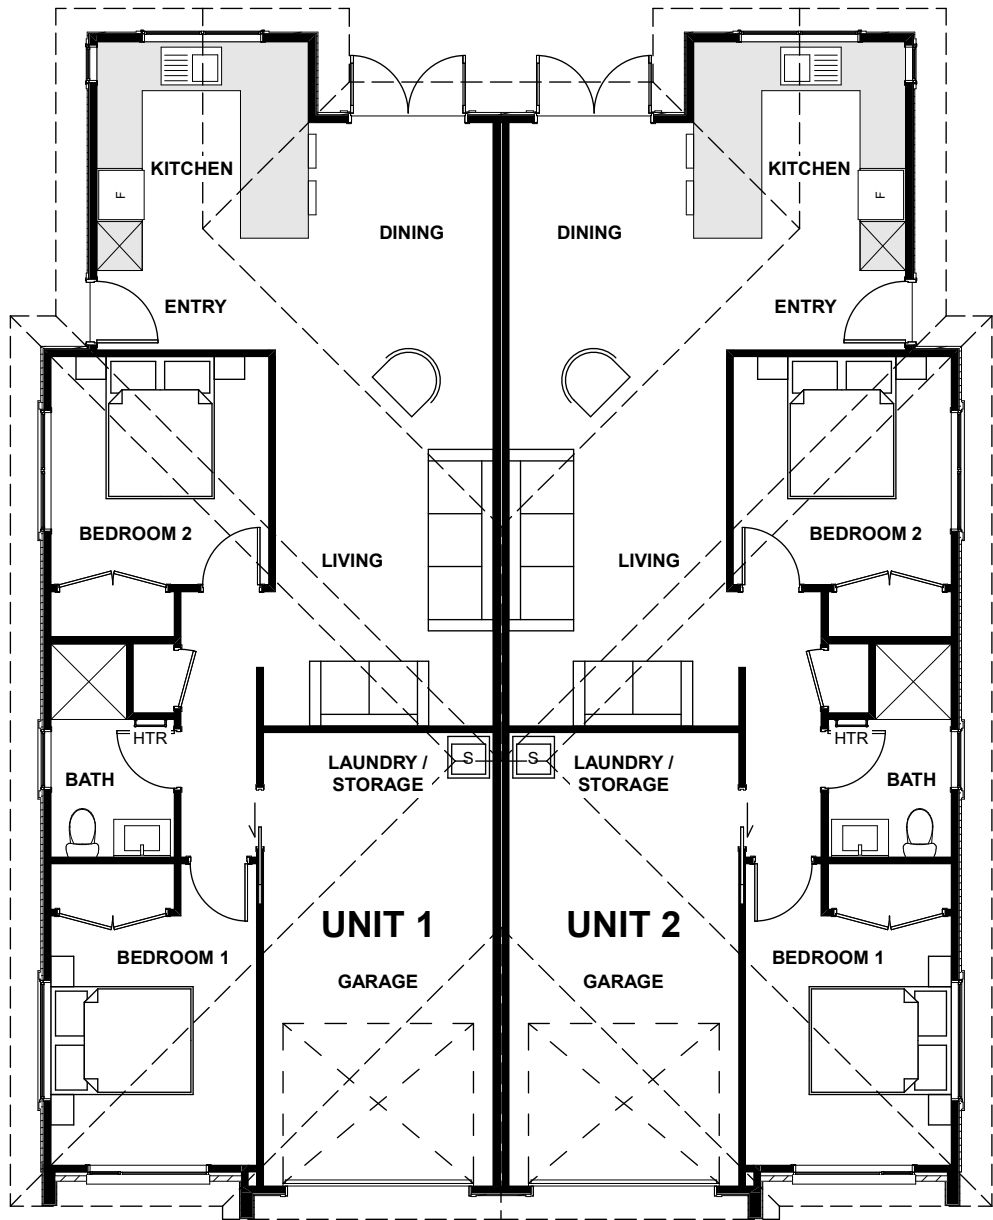 KITCHEN
KITCHEN
F
F
DINING
DINING
ENTRY
ENTRY
BEDROOM 2
BEDROOM 2
LIVING
LIVING
HTR
HTR
BATH
LAUNDRY /
STORAGE
S
S
LAUNDRY /
STORAGE
BATH
UNIT 1
UNIT 2
BEDROOM 1
BEDROOM 1
GARAGE
GARAGE